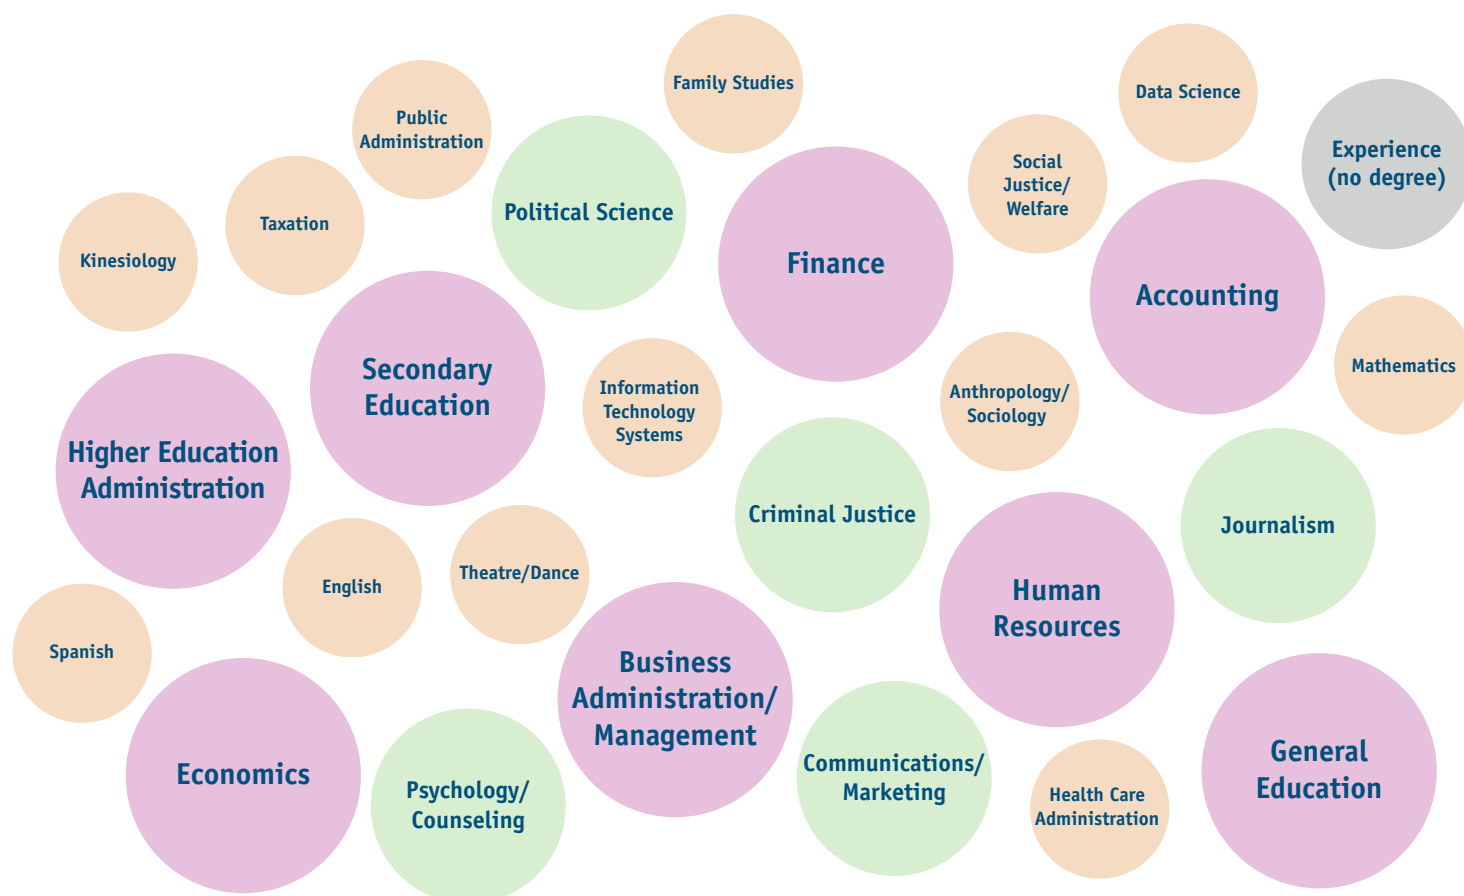 Family Studies
Data Science
Public
Administration
Experience
(no degree)
Social
Justice/
Welfare
Political Science
Taxation
Kinesiology
Finance
Accounting
Secondary
Education
Information
Technology
Systems
Anthropology/
Sociology
Mathematics
Higher Education
Administration
Criminal Justice
Journalism
English
Theatre/Dance
Human
Resources
Spanish
Business
Administration/
Management
Economics
Psychology/
Counseling
Communications/
Marketing
Health Care
Administration
General
Education